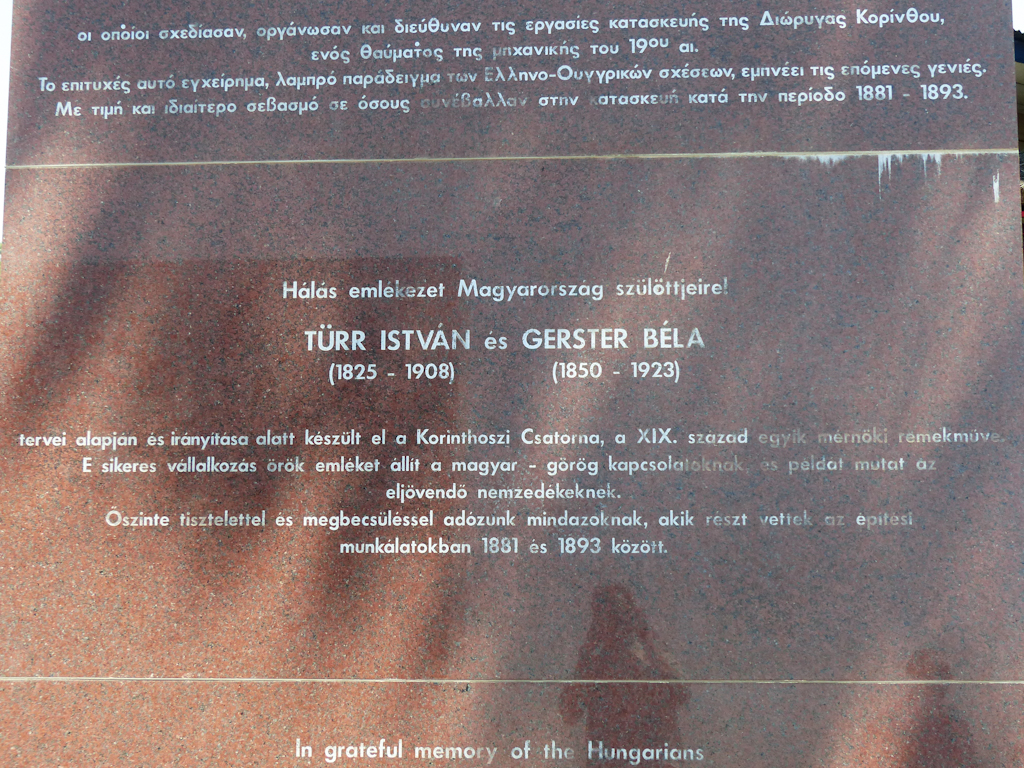 οι οποίοι σχεδίασαν, οργάνωσαν και διεύθυναν τις εργασίες κατασκευής της Διώρυγας Κορίνθου,
ενός θαύματος της μηχανικής του 19ου αι.
Το επιτυχές αυτό εγχείρημα, λαμπρό παράδειγμα των Ελληνο-Ουγγρικών σχέσεων, εμπνέει τις επόμενες γενιές.
Με τιμή και ιδιαίτερο σεβασμό σε όσους συνέβαλλαν στην κατασκευή κατά την περίοδο 1881 - 1893.
Hálás emlékezet Magyarország szülöttjeire!
TÜRR ISTVÁN és GERSTER BÉLA
(1825 - 1908) (1850 - 1923)
tervei alapján és irányítása alatt készült el a Korinthoszi Csatorna, a XIX. század egyik mérnöki remekműve.
E sikeres vállalkozás örök emléket állít a magyar - görög kapcsolatoknak, és példát mutat az
eljövendő nemzedékeknek.
Őszinte tisztelettel és megbecsüléssel adózunk mindazoknak, akik részt vettek az építési
munkálatokban 1881 és 1893 között.
In grateful memory of the Hungarians